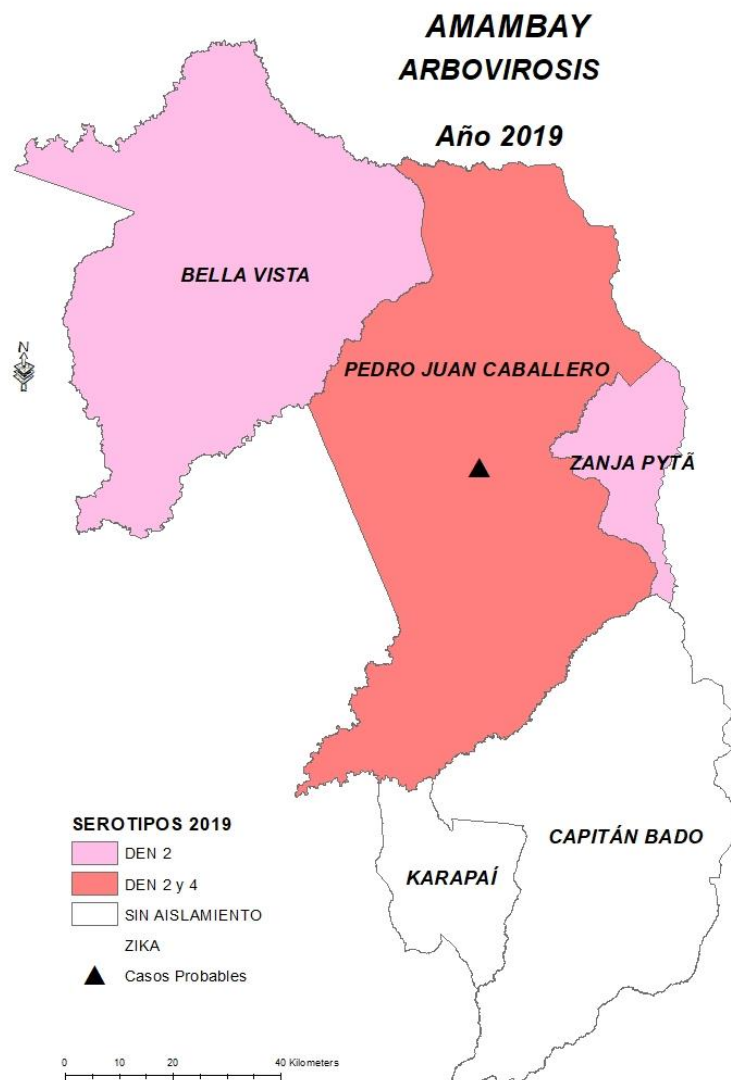 AMAMBAY
ARBOVIROSIS
Año 2019
BELLA VISTA
N
PEDRO JUAN CABALLERO
ZANJA PYTÃ
SEROTIPOS 2019
DEN 2
DEN 2 y 4
SIN AISLAMIENTO
ZIKA
Casos Probables
CAPITÁN BADO
KARAPAÍ
0 10 20 40 Kilometers